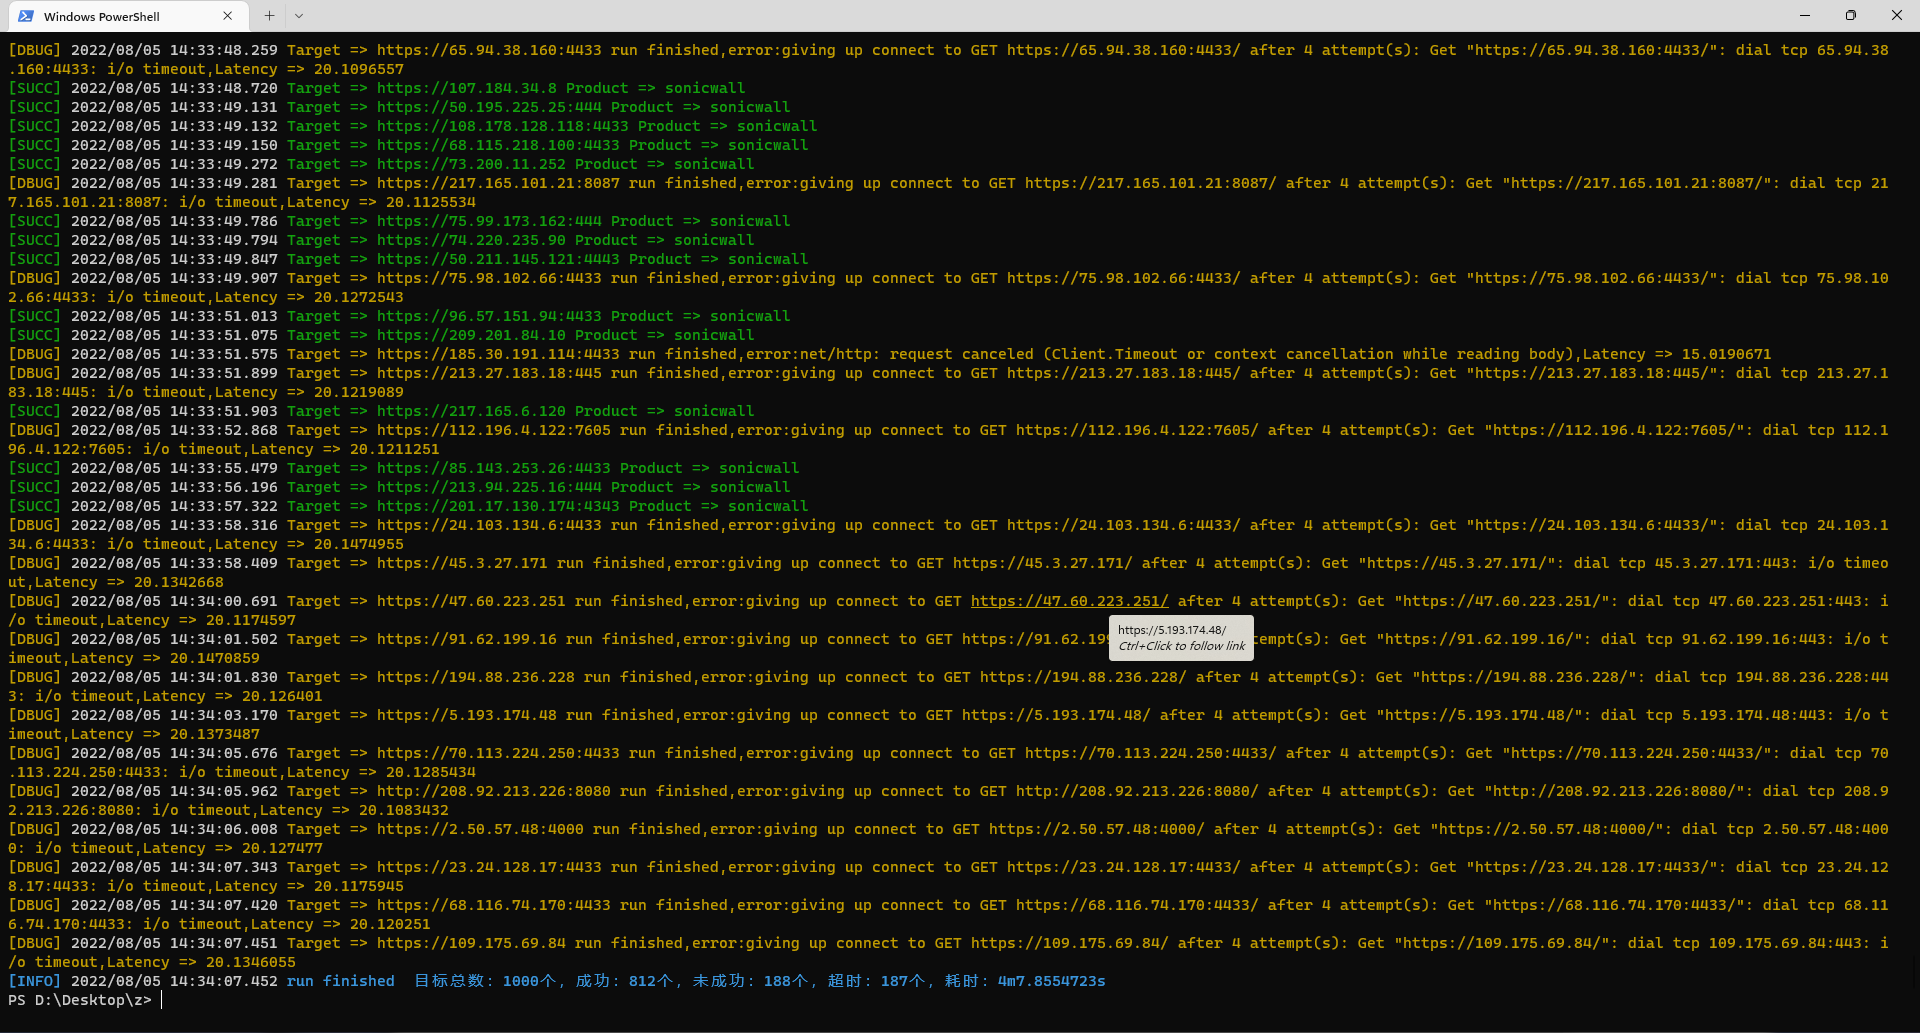 Windows PowerShell
[DBUG] 2022/08/05 14:33:48.259 Target => https://65.94.38.160:4433 run finished,error:giving up connect to GET https://65.94.38.160:4433/ after 4 attempt(s): Get "https://65.94.38.160:4433/": dial tcp 65.94.38
.160:4433: i/o timeout,Latency => 20.1096557
[SUCC] 2022/08/05 14:33:48.720 Target => https://107.184.34.8 Product => sonicwall
[SUCC] 2022/08/05 14:33:49.131 Target => https://50.195.225.25:444 Product => sonicwall
[SUCC] 2022/08/05 14:33:49.132 Target => https://108.178.128.118:4433 Product => sonicwall
[SUCC] 2022/08/05 14:33:49.150 Target => https://68.115.218.100:4433 Product => sonicwall
[SUCC] 2022/08/05 14:33:49.272 Target => https://73.200.11.252 Product => sonicwall
[DBUG] 2022/08/05 14:33:49.281 Target => https://217.165.101.21:8087 run finished,error:giving up connect to GET https://217.165.101.21:8087/ after 4 attempt(s): Get "https://217.165.101.21:8087/": dial tcp 21
7.165.101.21:8087: i/o timeout,Latency => 20.1125534
[SUCC] 2022/08/05 14:33:49.786 Target => https://75.99.173.162:444 Product => sonicwall
[SUCC] 2022/08/05 14:33:49.794 Target => https://74.220.235.90 Product => sonicwall
[SUCC] 2022/08/05 14:33:49.847 Target => https://50.211.145.121:4443 Product => sonicwall
[DBUG] 2022/08/05 14:33:49.907 Target => https://75.98.102.66:4433 run finished,error:giving up connect to GET https://75.98.102.66:4433/ after 4 attempt(s): Get "https://75.98.102.66:4433/": dial tcp 75.98.10
2.66:4433: i/o timeout,Latency => 20.1272543
[SUCC] 2022/08/05 14:33:51.013 Target => https://96.57.151.94:4433 Product => sonicwall
[SUCC] 2022/08/05 14:33:51.075 Target => https://209.201.84.10 Product => sonicwall
[DBUG] 2022/08/05 14:33:51.575 Target => https://185.30.191.114:4433 run finished,error:net/http: request canceled (Client.Timeout or context cancellation while reading body),Latency => 15.0190671
[DBUG] 2022/08/05 14:33:51.899 Target => https://213.27.183.18:445 run finished,error:giving up connect to GET https://213.27.183.18:445/ after 4 attempt(s): Get "https://213.27.183.18:445/": dial tcp 213.27.1
83.18:445: i/o timeout,Latency => 20.1219089
[SUCC] 2022/08/05 14:33:51.903 Target => https://217.165.6.120 Product => sonicwall
[DBUG] 2022/08/05 14:33:52.868 Target => https://112.196.4.122:7605 run finished,error:giving up connect to GET https://112.196.4.122:7605/ after 4 attempt(s): Get "https://112.196.4.122:7605/": dial tcp 112.1
96.4.122:7605: i/o timeout,Latency => 20.1211251
[SUCC] 2022/08/05 14:33:55.479 Target => https://85.143.253.26:4433 Product => sonicwall
[SUCC] 2022/08/05 14:33:56.196 Target => https://213.94.225.16:444 Product => sonicwall
[SUCC] 2022/08/05 14:33:57.322 Target => https://201.17.130.174:4343 Product => sonicwall
[DBUG] 2022/08/05 14:33:58.316 Target => https://24.103.134.6:4433 run finished,error:giving up connect to GET https://24.103.134.6:4433/ after 4 attempt(s): Get "https://24.103.134.6:4433/": dial tcp 24.103.1
34.6:4433: i/o timeout,Latency => 20.1474955
[DBUG] 2022/08/05 14:33:58.409 Target => https://45.3.27.171 run finished,error:giving up connect to GET https://45.3.27.171/ after 4 attempt(s): Get "https://45.3.27.171/": dial tcp 45.3.27.171:443: i/o timeo
ut,Latency => 20.1342668
[DBUG] 2022/08/05 14:34:00.691 Target => https://47.60.223.251 run finished,error:giving up connect to GET https://47.60.223.251/ after 4 attempt(s): Get "https://47.60.223.251/": dial tcp 47.60.223.251:443: i
/o timeout,Latency => 20.1174597
https://5.193.174.48/
Ctrl+Click to follow link
[DBUG] 2022/08/05 14:34:01.502 Target => https://91.62.199.16 run finished,error:giving up connect to GET https://91.62.199 tempt(s): Get "https://91.62.199.16/": dial tcp 91.62.199.16:443: i/o t
imeout,Latency => 20.1470859
[DBUG] 2022/08/05 14:34:01.830 Target => https://194.88.236.228 run finished,error:giving up connect to GET https://194.88.236.228/ after 4 attempt(s): Get "https://194.88.236.228/": dial tcp 194.88.236.228:44
3: i/o timeout,Latency => 20.126401
[DBUG] 2022/08/05 14:34:03.170 Target => https://5.193.174.48 run finished,error:giving up connect to GET https://5.193.174.48/ after 4 attempt(s): Get "https://5.193.174.48/": dial tcp 5.193.174.48:443: i/o t
imeout,Latency => 20.1373487
[DBUG] 2022/08/05 14:34:05.676 Target => https://70.113.224.250:4433 run finished,error:giving up connect to GET https://70.113.224.250:4433/ after 4 attempt(s): Get "https://70.113.224.250:4433/": dial tcp 70
.113.224.250:4433: i/o timeout,Latency => 20.1285434
[DBUG] 2022/08/05 14:34:05.962 Target => http://208.92.213.226:8080 run finished,error:giving up connect to GET http://208.92.213.226:8080/ after 4 attempt(s): Get "http://208.92.213.226:8080/": dial tcp 208.9
2.213.226:8080: i/o timeout,Latency => 20.1083432
[DBUG] 2022/08/05 14:34:06.008 Target => https://2.50.57.48:4000 run finished,error:giving up connect to GET https://2.50.57.48:4000/ after 4 attempt(s): Get "https://2.50.57.48:4000/": dial tcp 2.50.57.48:400
0: i/o timeout,Latency => 20.127477
[DBUG] 2022/08/05 14:34:07.343 Target => https://23.24.128.17:4433 run finished,error:giving up connect to GET https://23.24.128.17:4433/ after 4 attempt(s): Get "https://23.24.128.17:4433/": dial tcp 23.24.12
8.17:4433: i/o timeout,Latency => 20.1175945
[DBUG] 2022/08/05 14:34:07.420 Target => https://68.116.74.170:4433 run finished,error:giving up connect to GET https://68.116.74.170:4433/ after 4 attempt(s): Get "https://68.116.74.170:4433/": dial tcp 68.11
6.74.170:4433: i/o timeout,Latency => 20.120251
[DBUG] 2022/08/05 14:34:07.451 Target => https://109.175.69.84 run finished,error:giving up connect to GET https://109.175.69.84/ after 4 attempt(s): Get "https://109.175.69.84/": dial tcp 109.175.69.84:443: i
/o timeout,Latency => 20.1346055
[INFO] 2022/08/05 14:34:07.452 run finished 目标总数: 1000个, 成功: 812个, 未成功: 188个, 超时: 187个, 耗时: 4m7.8554723s
PS D:\Desktop\z>